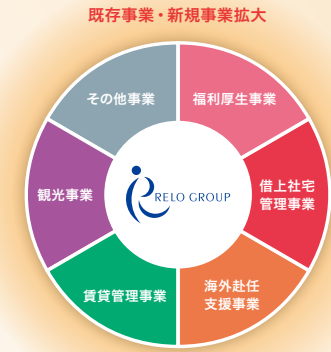 既存事業・新規事業拡大
その他事業
福利厚生事業
観光事業
RELO GROUP
借上社宅
管理事業
賃貸管理事業
海外赴任
支援事業